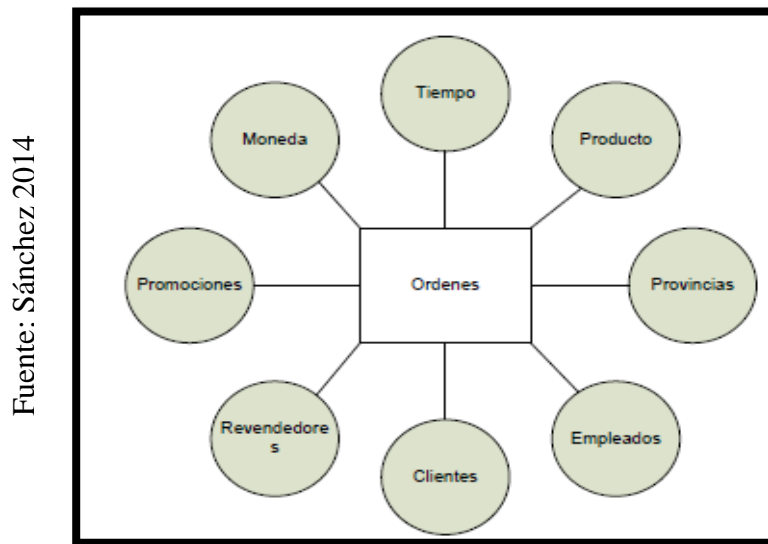 Fuente: Sánchez 2014
Tiempo
Moneda
Producto
Promociones
Ordenes
Provincias
Revendedore
s
Empleados
Clientes